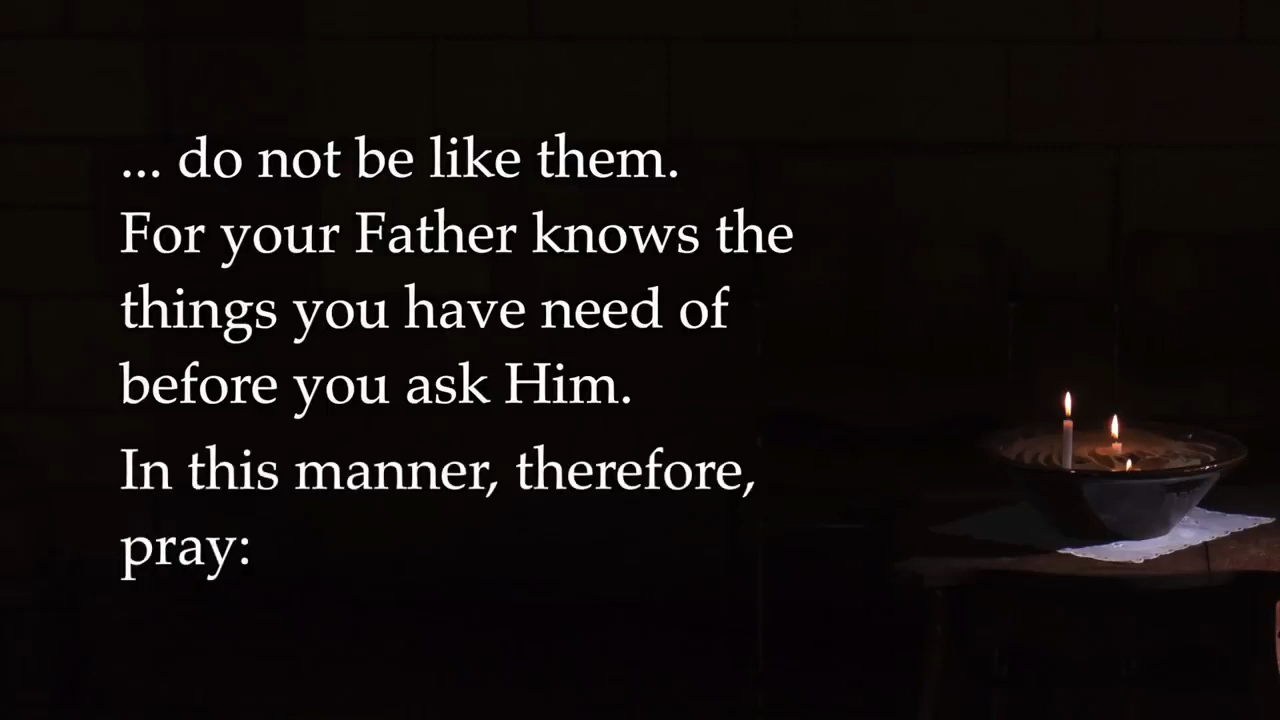 ... do not be like them.
For your Father knows the
things you have need of
before you ask Him.
In this manner, therefore,
pray: